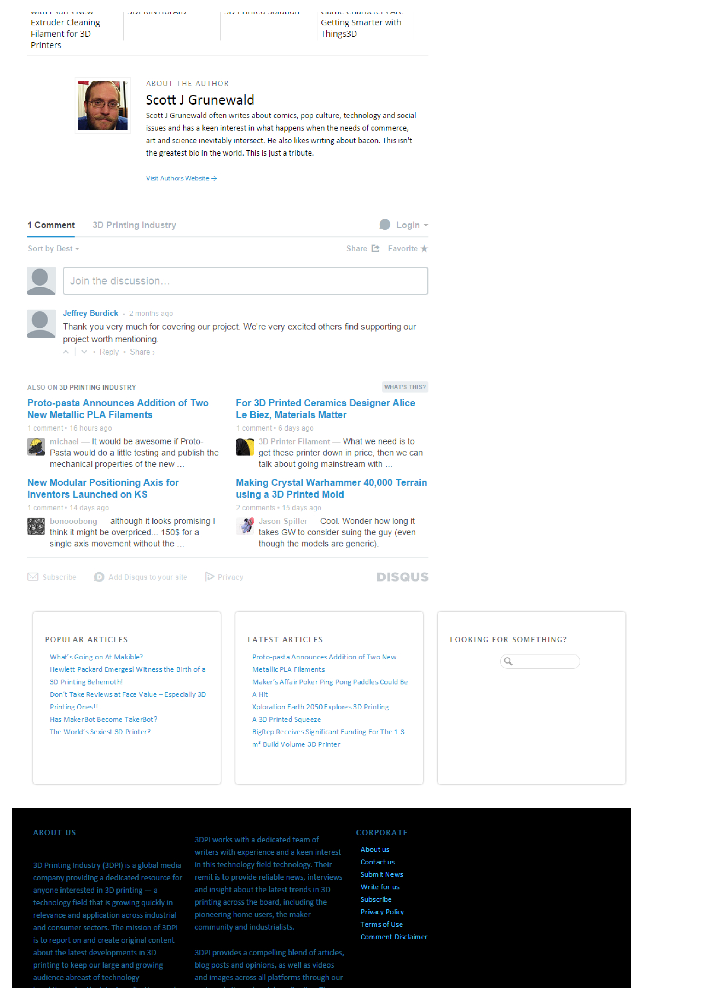 with Esun's New
Extruder Cleaning
Filament for 3D
Printers
3DPRINTforAID
3D Printed Solution
Game Characters Are
Getting Smarter with
Things3D
ABOUT THE AUTHOR
Scott J Grunewald
Scott J Grunewald often writes about comics, pop culture, technology and social
issues and has a keen interest in what happens when the needs of commerce,
art and science inevitably intersect. He also likes writing about bacon. This isn't
the greatest bio in the world. This is just a tribute.
Visit Authors Website →
1 Comment 3D Printing Industry Login
Sort by Best Share Favorite ★
Join the discussion…
Jeffrey Burdick - 2 months ago
Thank you very much for covering our project. We're very excited others find supporting our
project worth mentioning.
• Reply • Share ›
ALSO ON 3D PRINTING INDUSTRY WHAT'S THIS?
Proto-pasta Announces Addition of Two
New Metallic PLA Filaments
1 comment • 16 hours ago
michael — It would be awesome if Proto-
Pasta would do a little testing and publish the
mechanical properties of the new …
For 3D Printed Ceramics Designer Alice
Le Biez, Materials Matter
1 comment • 6 days ago
3D Printer Filament — What we need is to
get these printer down in price, then we can
talk about going mainstream with …
New Modular Positioning Axis for
Inventors Launched on KS
1 comment • 14 days ago
bonooobong — although it looks promising I
think it might be overpriced... 150$ for a
single axis movement without the …
Making Crystal Warhammer 40,000 Terrain
using a 3D Printed Mold
2 comments • 15 days ago
Jason Spiller — Cool. Wonder how long it
takes GW to consider suing the guy (even
though the models are generic).
Subscribe Add Disqus to your site Privacy DISQUS
POPULAR ARTICLES
What's Going on At Makible?
Hewlett Packard Emerges! Witness the Birth of a
3D Printing Behemoth!
Don't Take Reviews at Face Value – Especially 3D
Printing Ones!!
Has MakerBot Become TakerBot?
The World's Sexiest 3D Printer?
LATEST ARTICLES
Proto-pasta Announces Addition of Two New
Metallic PLA Filaments
Maker's Affair Poker Ping Pong Paddles Could Be
A Hit
Xploration Earth 2050 Explores 3D Printing
A 3D Printed Squeeze
BigRep Receives Significant Funding For The 1.3
m³ Build Volume 3D Printer
LOOKING FOR SOMETHING?
ABOUT US
3D Printing Industry (3DPI) is a global media
company providing a dedicated resource for
anyone interested in 3D printing — a
technology field that is growing quickly in
relevance and application across industrial
and consumer sectors. The mission of 3DPI
is to report on and create original content
about the latest developments in 3D
printing to keep our large and growing
audience abreast of technology
3DPI works with a dedicated team of
writers with experience and a keen interest
in this technology field technology. Their
remit is to provide reliable news, interviews
and insight about the latest trends in 3D
printing across the board, including the
pioneering home users, the maker
community and industrialists.
3DPI provides a compelling blend of articles,
blog posts and opinions, as well as videos
and images across all platforms through our
CORPORATE
About us
Contact us
Submit News
Write for us
Subscribe
Privacy Policy
Terms of Use
Comment Disclaimer